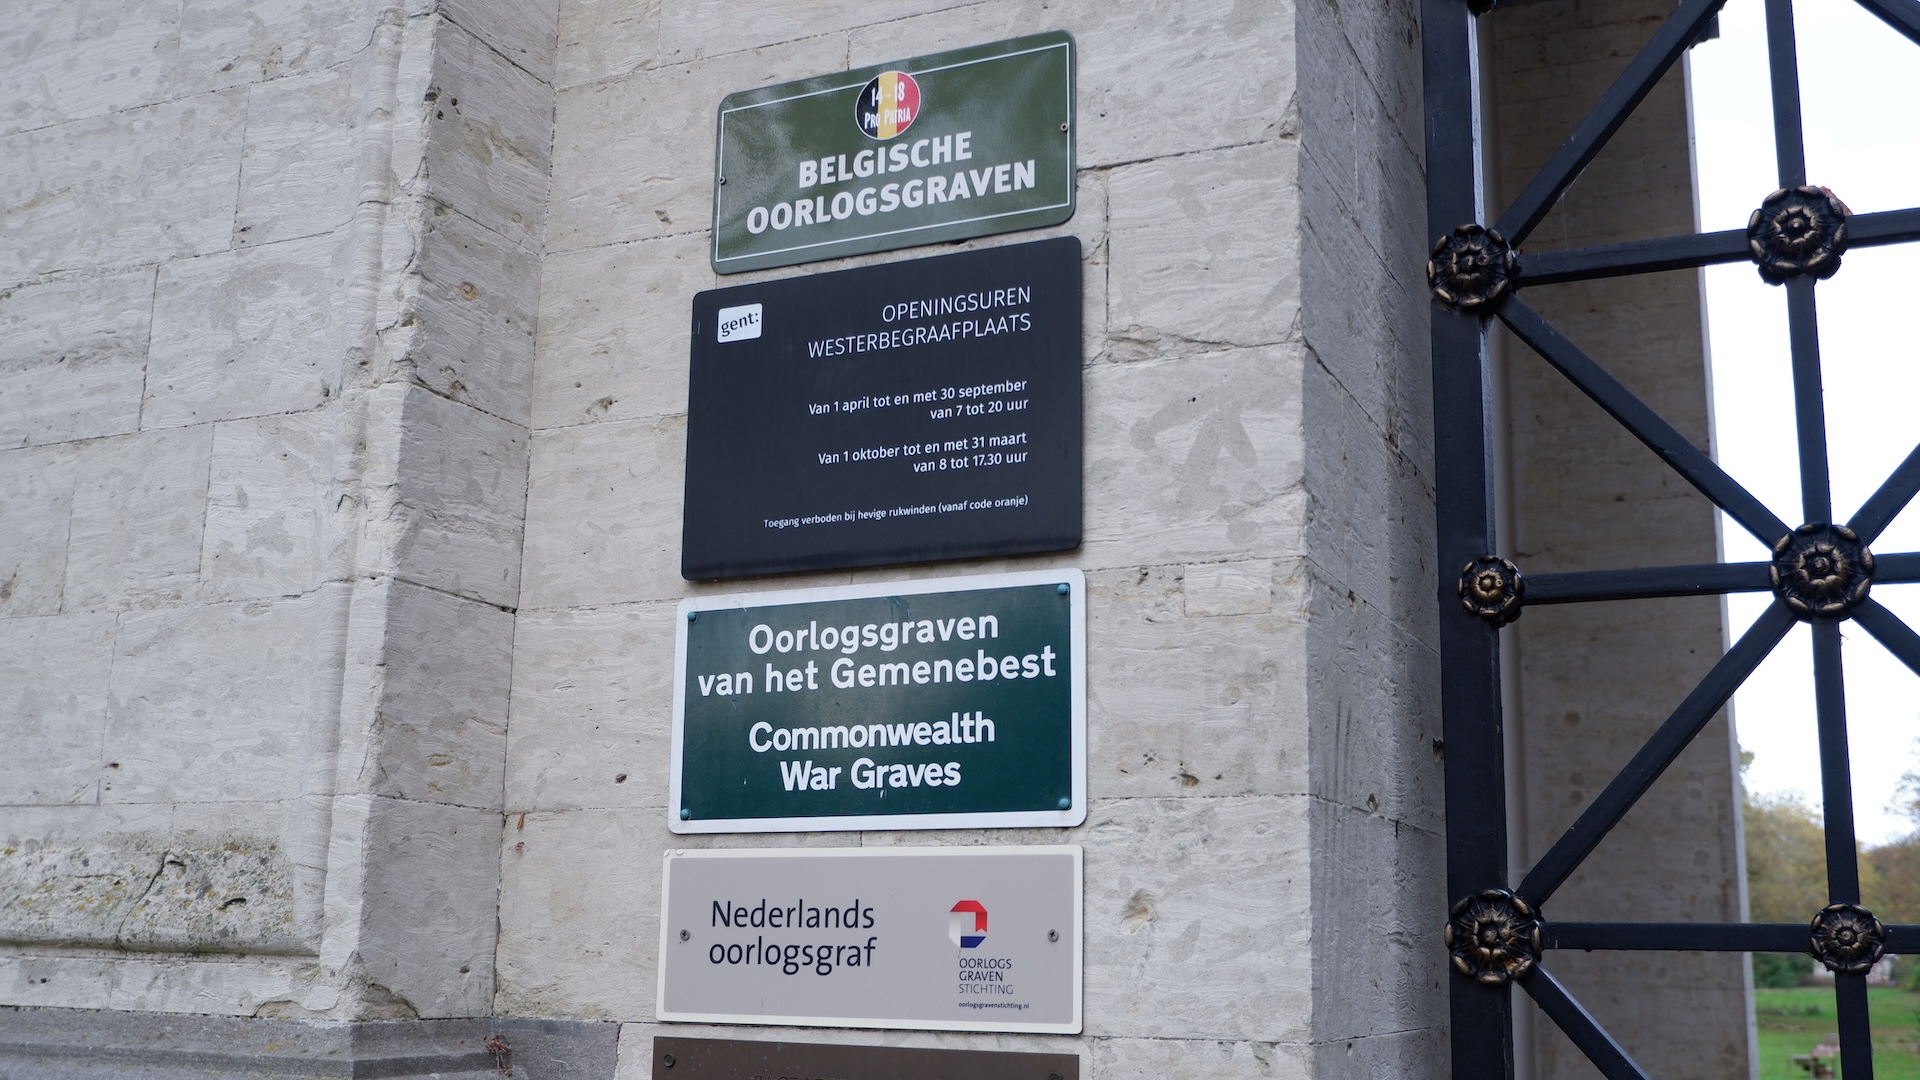 14-18
PRO PATRIA
BELGISCHE
OORLOGSGRAVEN
gent:
OPENINGSUREN
WESTERBEGRAAFPLAATS
Van 1 april tot en met 30 september
van 7 tot 20 uur
Van 1 oktober tot en met 31 maart
van 8 tot 17.30 uur
Toegang verboden bij hevige rukwinden (vanaf code oranje)
Oorlogsgraven
van het Gemenebest
Commonwealth
War Graves
Nederlands
oorlogsgraf
OORLOGS
GRAVEN
STICHTING
oorlogsgravenstichting.nl